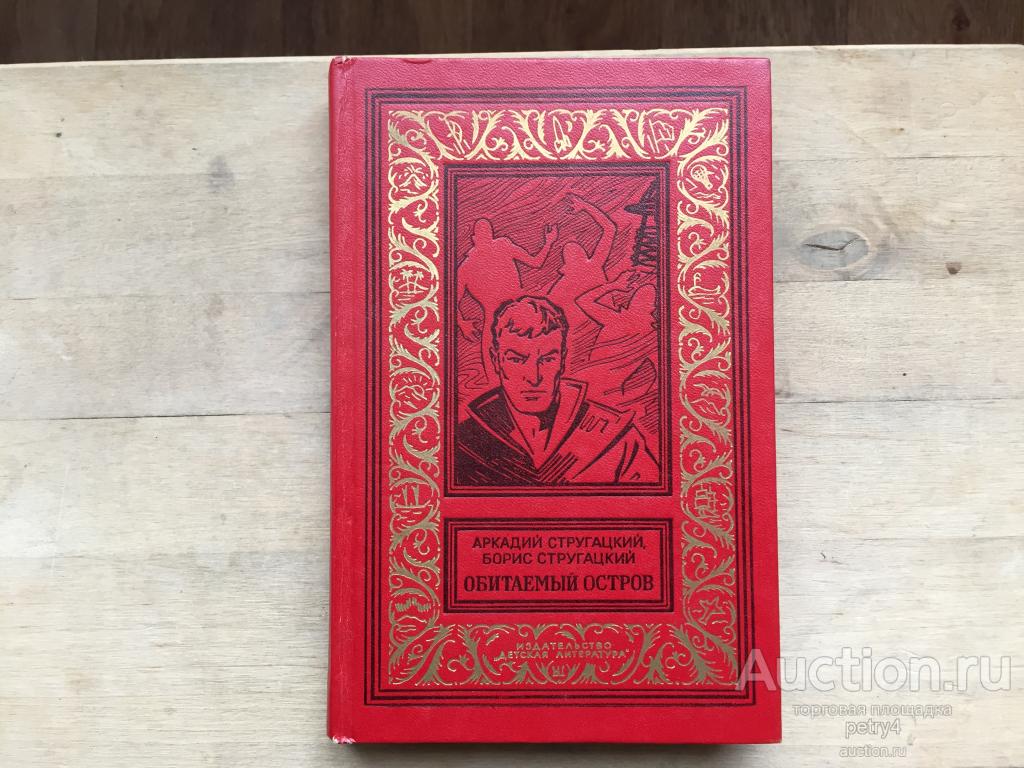 АРКАДИЙ СТРУГАЦКИЙ,
БОРИС СТРУГАЦКИЙ
ОБИТАЕМЫЙ ОСТРОВ
ИЗДАТЕЛЬСТВО
„ДЕТСКАЯ ЛИТЕРАТУРА"
Auction.ru
торговая площадка
petry4
auction.ru